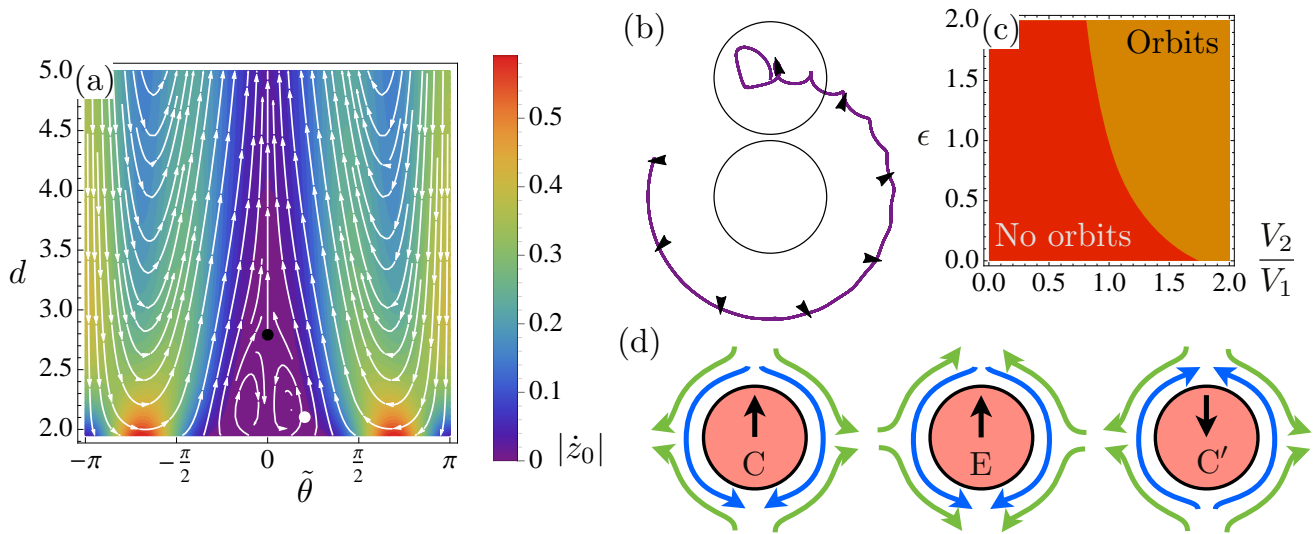 (a)
5.0
4.5
4.0
3.5
3.0
2.5
2.0
d
−π
−π/2
0
π/2
π
θ̃
0.5
0.4
0.3
0.2
0.1
0
|ż₀|
(b)
(c)
2.0
1.5
1.0
0.5
0.0
ϵ
Orbits
No orbits
0.0
0.5
1.0
1.5
2.0
V₂
V₁
(d)
C
E
C′